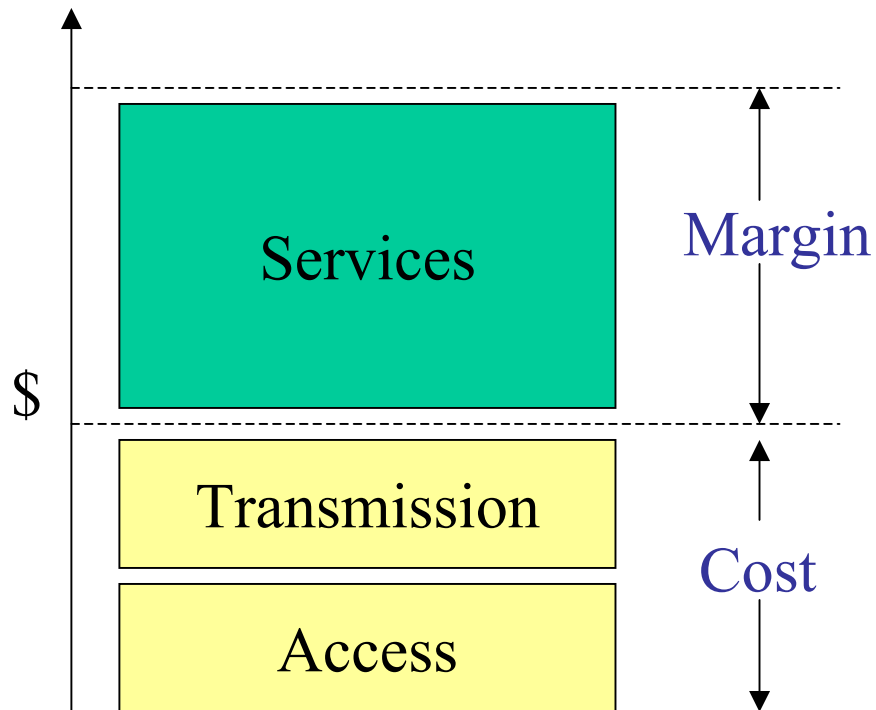 Services
Margin
$
Transmission
Cost
Access